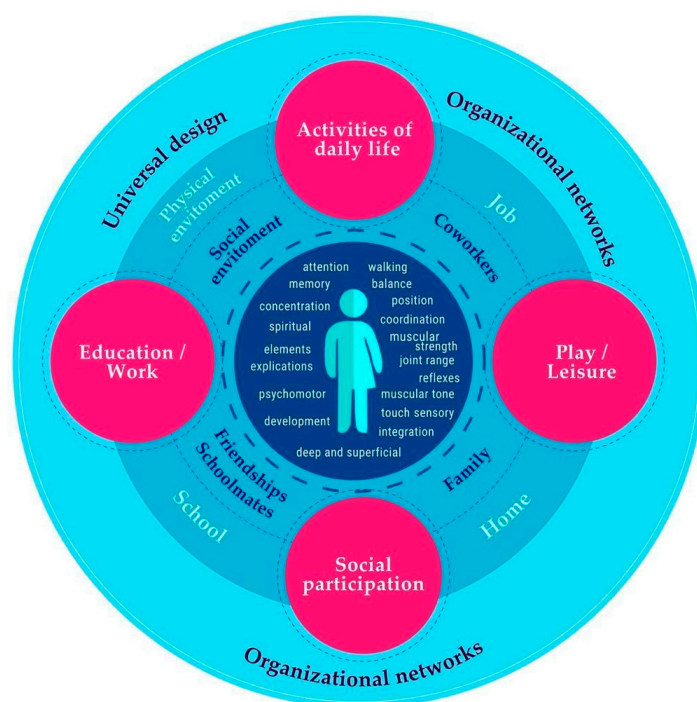 Universal design
Organizational networks
Activities of
daily life
Physical
envitoment
Social
envitoment
Job
Coworkers
Education /
Work
Play /
Leisure
attention
memory
concentration
spiritual
elements
explications
psychomotor
development
deep and superficial
walking
balance
position
coordination
muscular
strength
joint range
reflexes
muscular tone
touch sensory
integration
Friendships
Schoolmates
School
Family
Home
Social
participation
Organizational networks